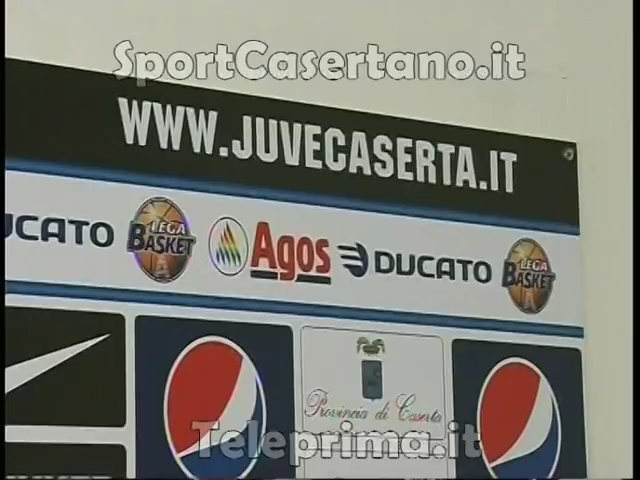 SportCasertano.it
WWW.JUVECASERTA.IT
DUCATO LEGA BASKET Agos DUCATO LEGA BASKET
Provincia di Caserta
Teleprima.it